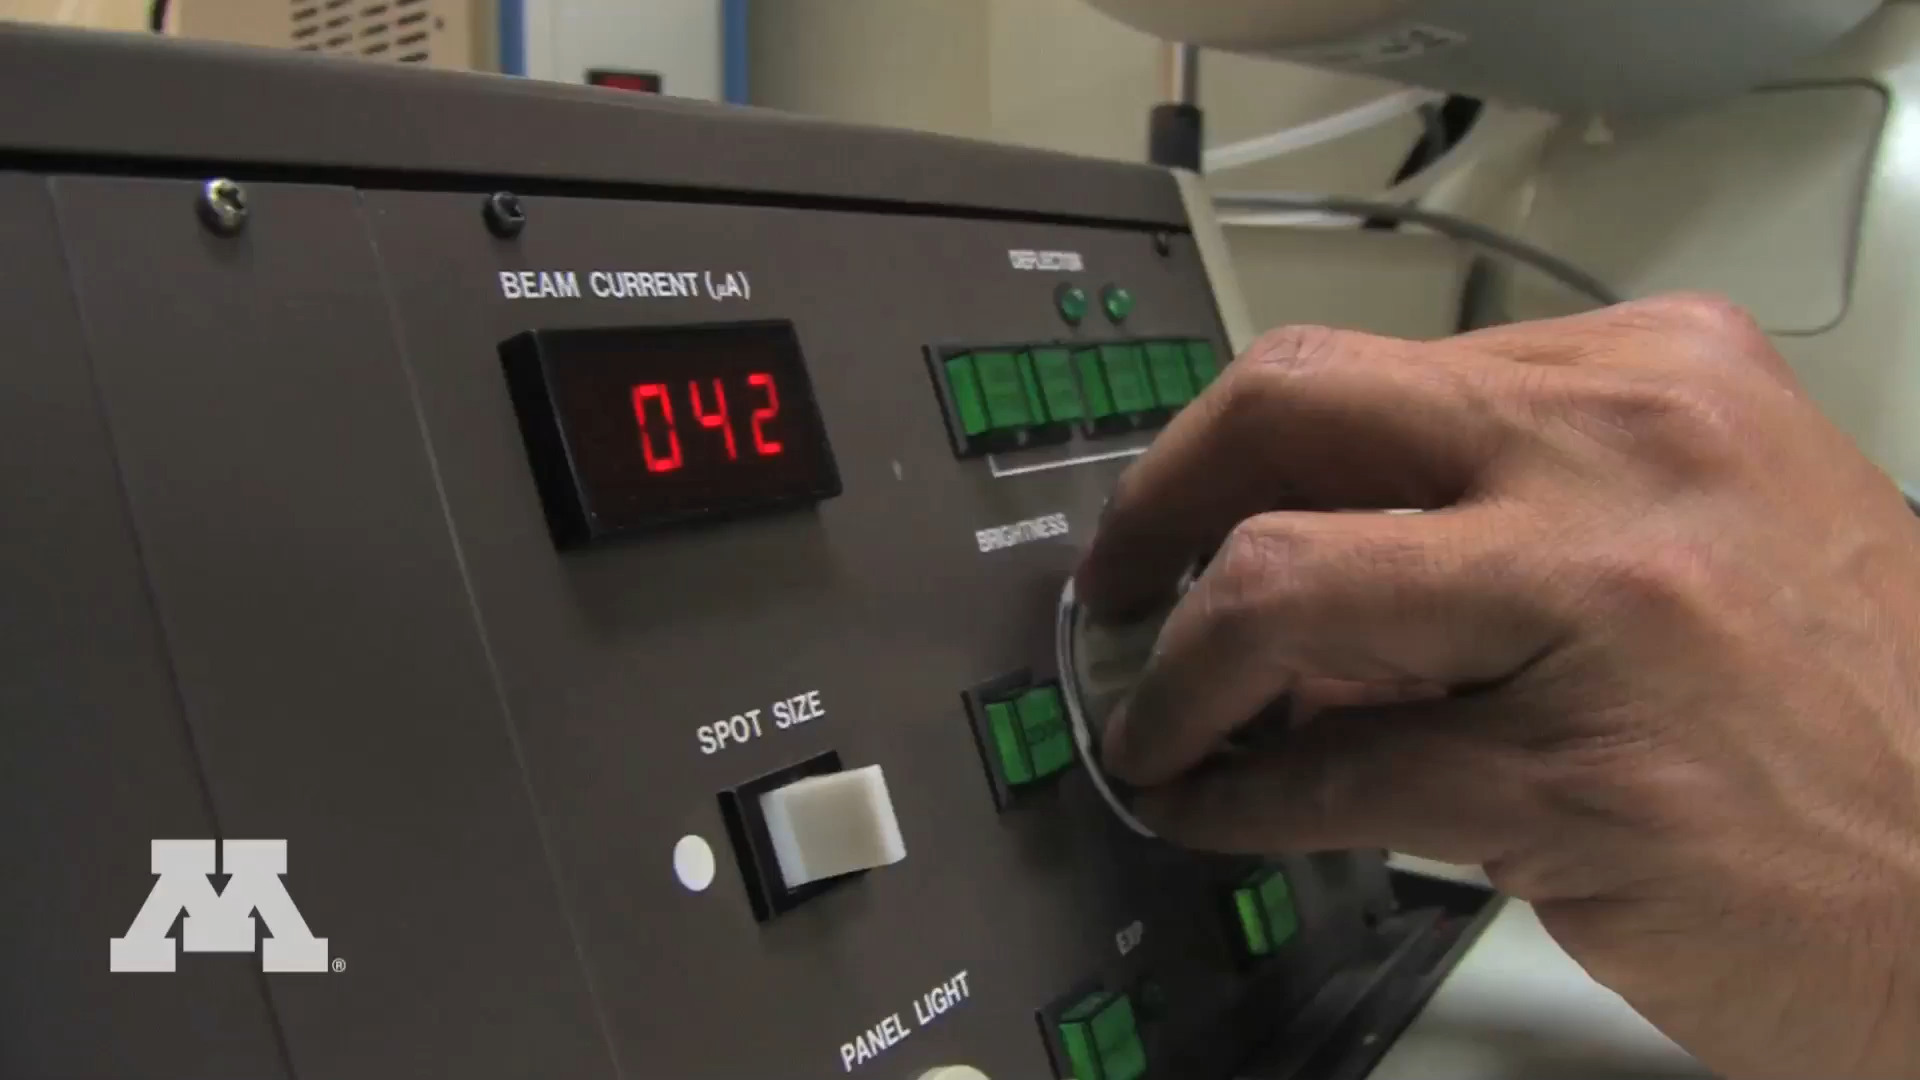 DEFLECTOR
BEAM CURRENT (μA)
042
BRIGHTNESS
SPOT SIZE
EXP
PANEL LIGHT
M®